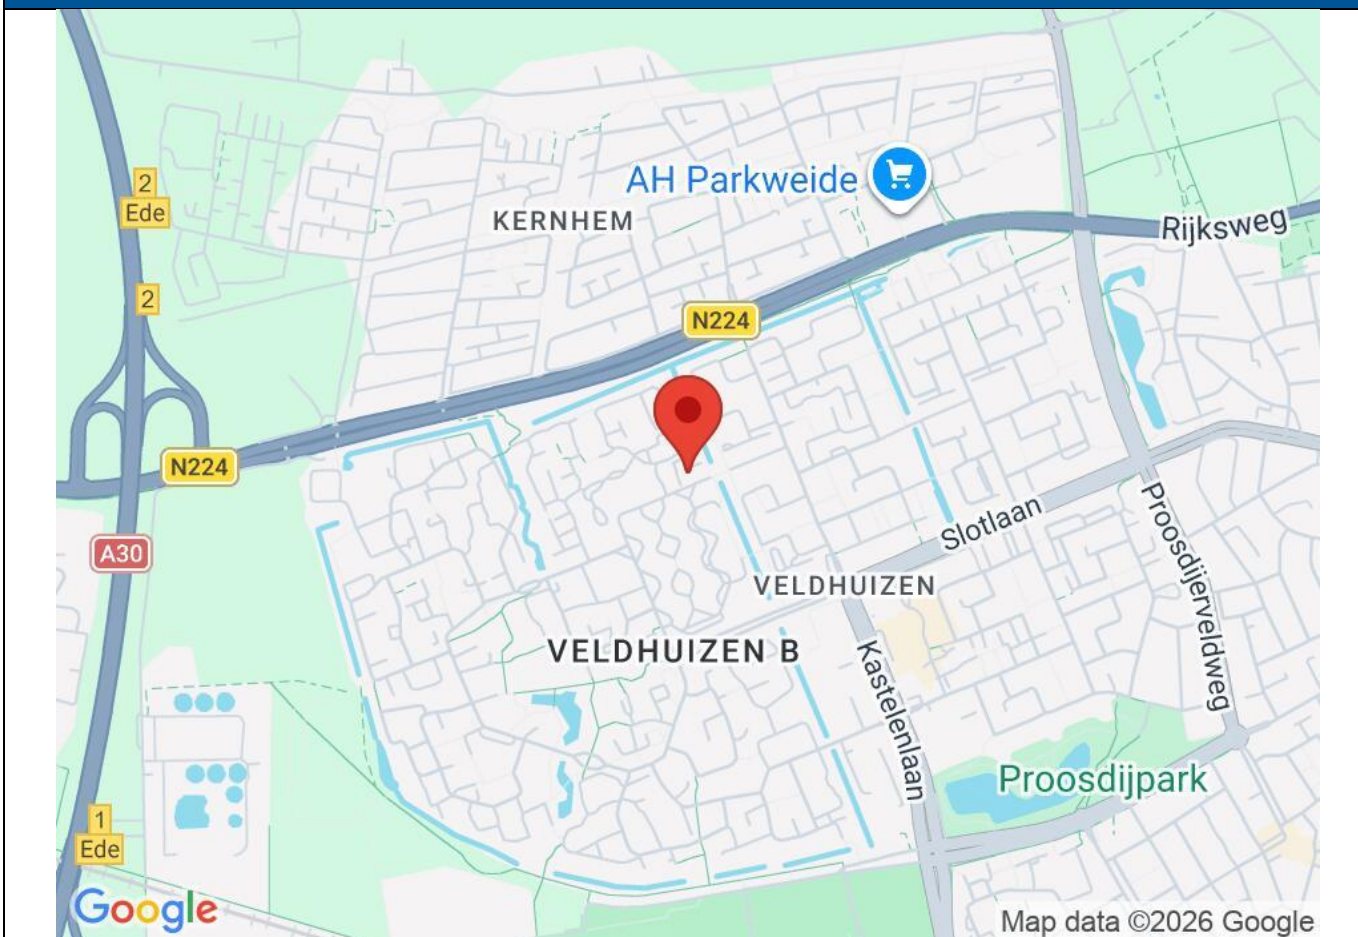 2
Ede
AH Parkweide
KERNHEM
Rijksweg
2
N224
N224
Slotlaan
Proosdijerveldweg
A30
VELDHUIZEN
VELDHUIZEN B
Kastelenlaan
Proosdijpark
1
Ede
Google
Map data ©2026 Google